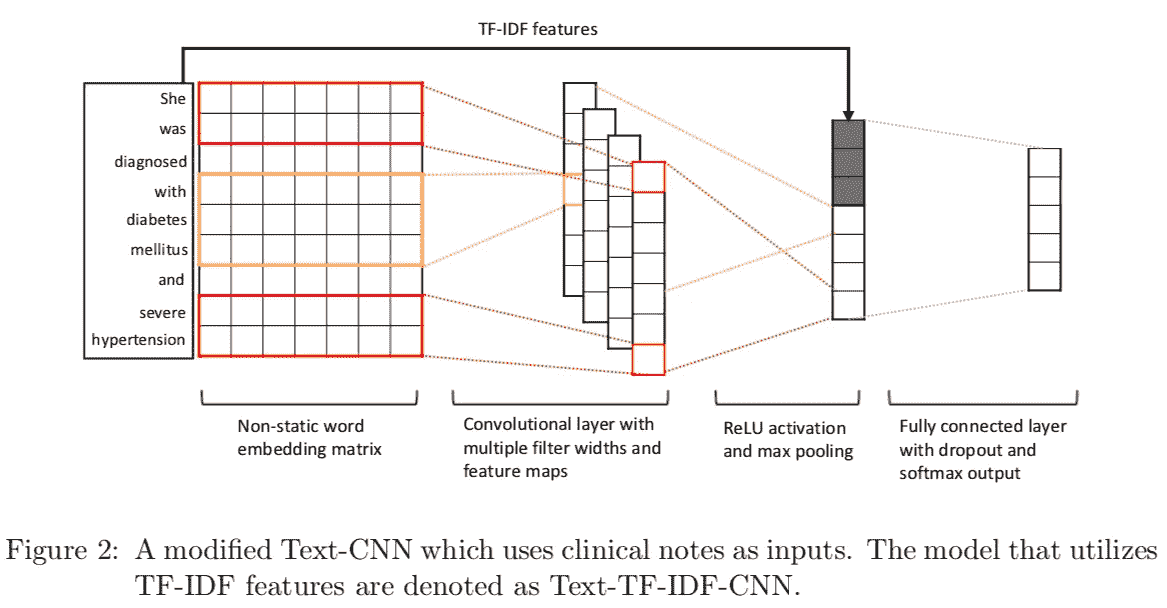 TF-IDF features
She
was
diagnosed
with
diabetes
mellitus
and
severe
hypertension
Non-static word
embedding matrix
Convolutional layer with
multiple filter widths and
feature maps
ReLU activation
and max pooling
Fully connected layer
with dropout and
softmax output
Figure 2: A modified Text-CNN which uses clinical notes as inputs. The model that utilizes
TF-IDF features are denoted as Text-TF-IDF-CNN.